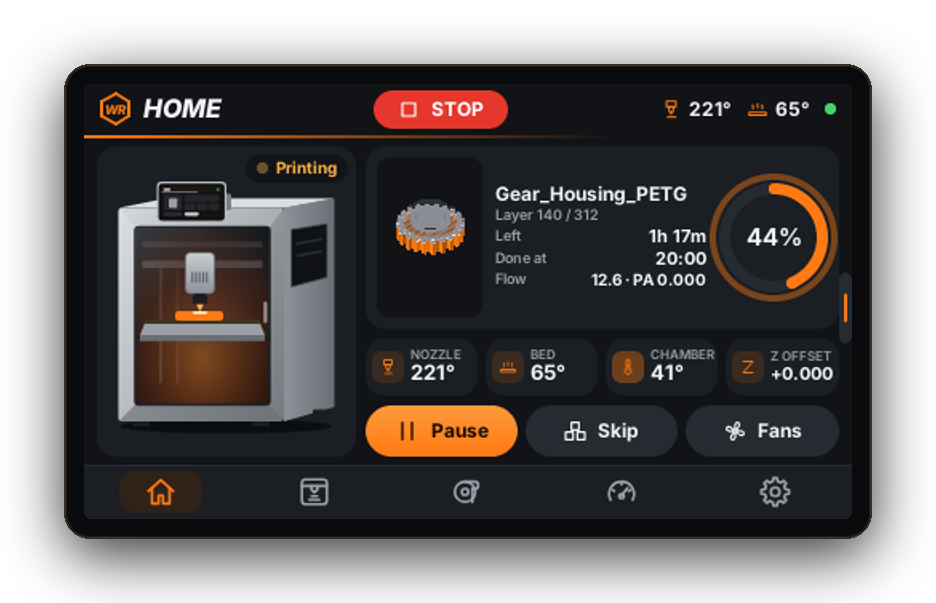 WR HOME
STOP
221° 65°
Printing
Gear_Housing_PETG
Layer 140 / 312
Left 1h 17m
Done at 20:00
Flow 12.6 · PA 0.000
44%
NOZZLE
221°
BED
65°
CHAMBER
41°
Z OFFSET
+0.000
Pause
Skip
Fans